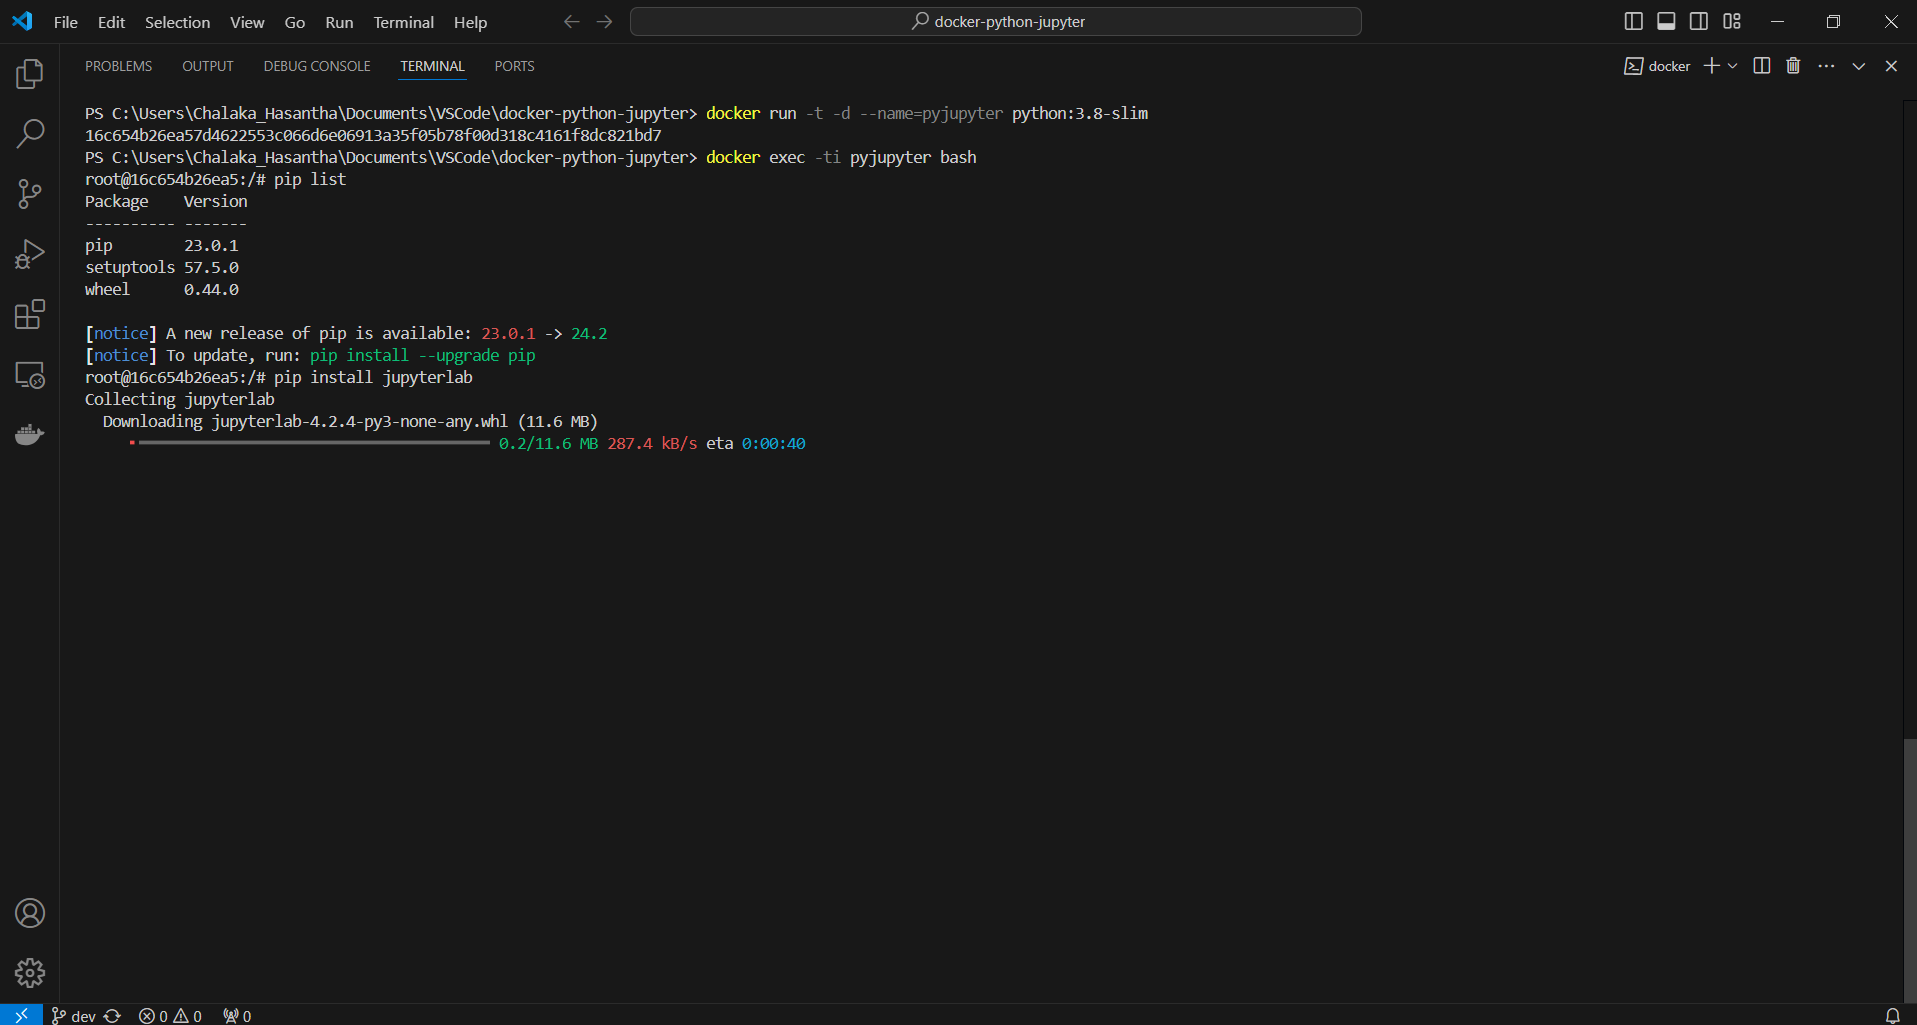 File Edit Selection View Go Run Terminal Help docker-python-jupyter
PROBLEMS OUTPUT DEBUG CONSOLE TERMINAL PORTS docker
PS C:\Users\Chalaka_Hasantha\Documents\VSCode\docker-python-jupyter> docker run -t -d --name=pyjupyter python:3.8-slim
16c654b26ea57d4622553c066d6e06913a35f05b78f00d318c4161f8dc821bd7
PS C:\Users\Chalaka_Hasantha\Documents\VSCode\docker-python-jupyter> docker exec -ti pyjupyter bash
root@16c654b26ea5:/# pip list
Package    Version
---------- -------
pip        23.0.1
setuptools 57.5.0
wheel      0.44.0
[notice] A new release of pip is available: 23.0.1 -> 24.2
[notice] To update, run: pip install --upgrade pip
root@16c654b26ea5:/# pip install jupyterlab
Collecting jupyterlab
  Downloading jupyterlab-4.2.4-py3-none-any.whl (11.6 MB)
0.2/11.6 MB 287.4 kB/s eta 0:00:40
dev 0 0 0